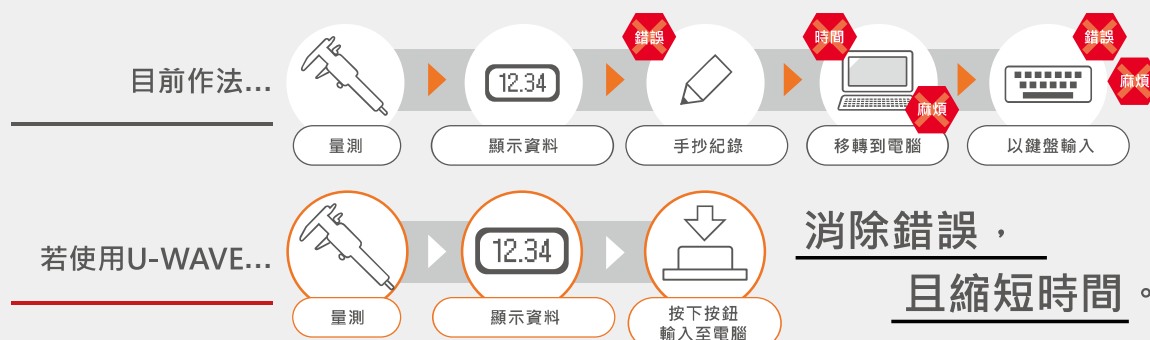 錯誤
時間
錯誤
目前作法...
12.34
麻煩
麻煩
量測
顯示資料
手抄紀錄
移轉到電腦
以鍵盤輸入
若使用U-WAVE...
12.34
消除錯誤，
且縮短時間。
量測
顯示資料
按下按鈕
輸入至電腦